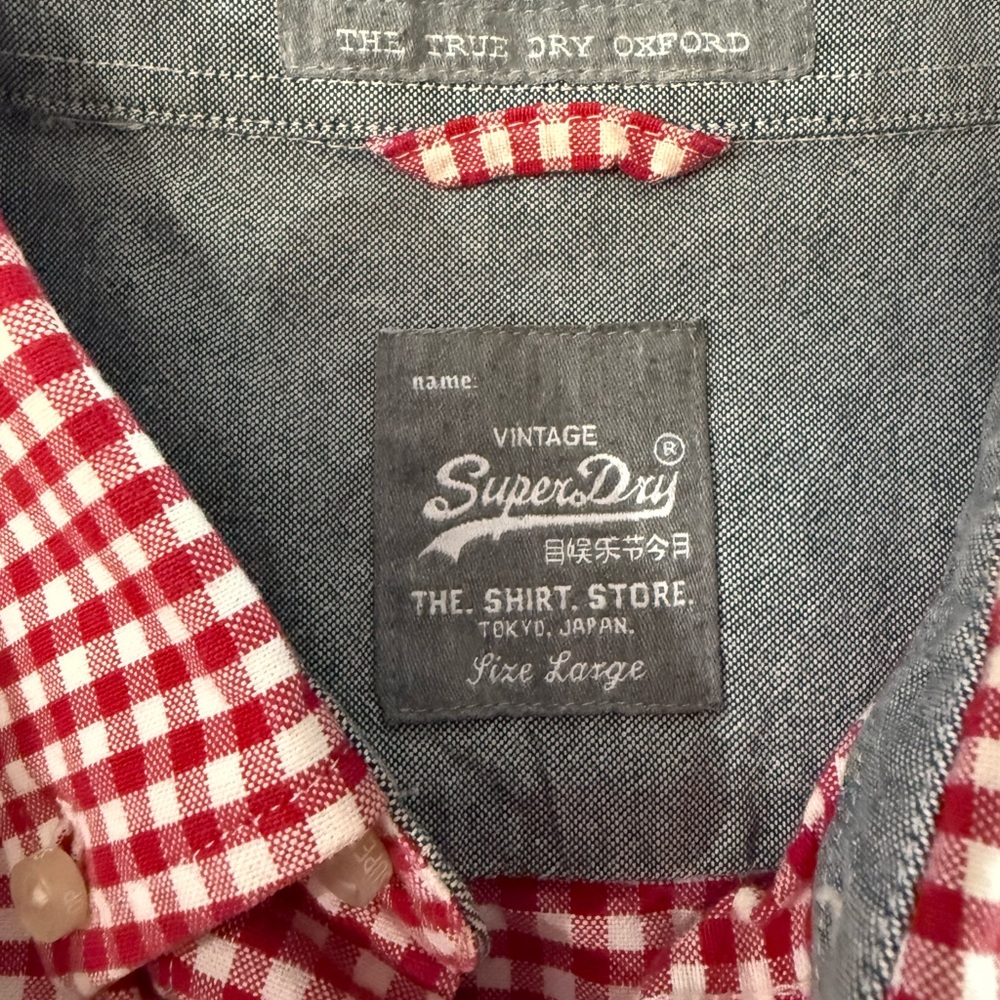 THE TRUE DRY OXFORD
name:
VINTAGE
SuperDry®
目娱乐节今日
THE. SHIRT. STORE.
TOKYO, JAPAN.
Size Large